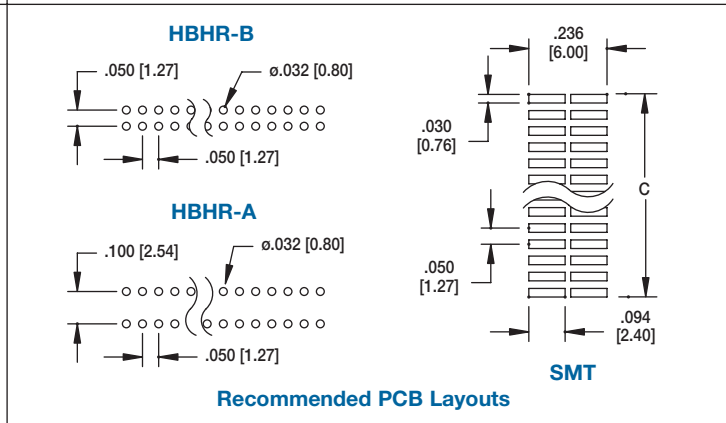 HBHR-B
.050 [1.27]
ø.032 [0.80]
.050 [1.27]
HBHR-A
.100 [2.54]
ø.032 [0.80]
.050 [1.27]
.236
[6.00]
.030
[0.76]
C
.050
[1.27]
.094
[2.40]
SMT
Recommended PCB Layouts